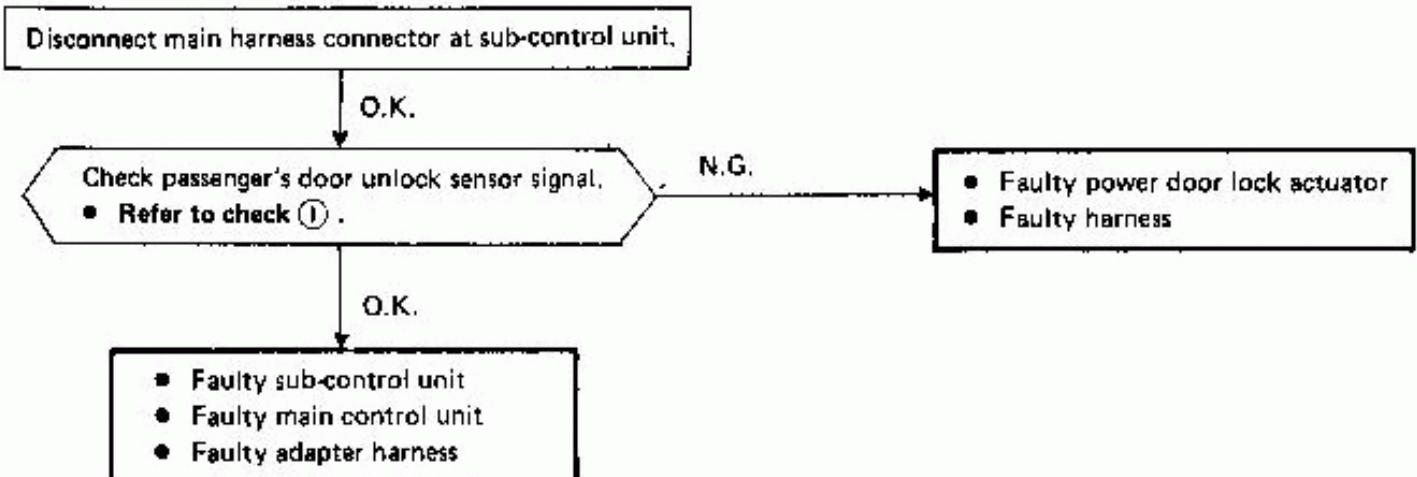 Disconnect main harness connector at sub-control unit.
O.K.
Check passenger's door unlock sensor signal.
● Refer to check Ⓘ .
N.G.
● Faulty power door lock actuator
● Faulty harness
O.K.
● Faulty sub-control unit
● Faulty main control unit
● Faulty adapter harness